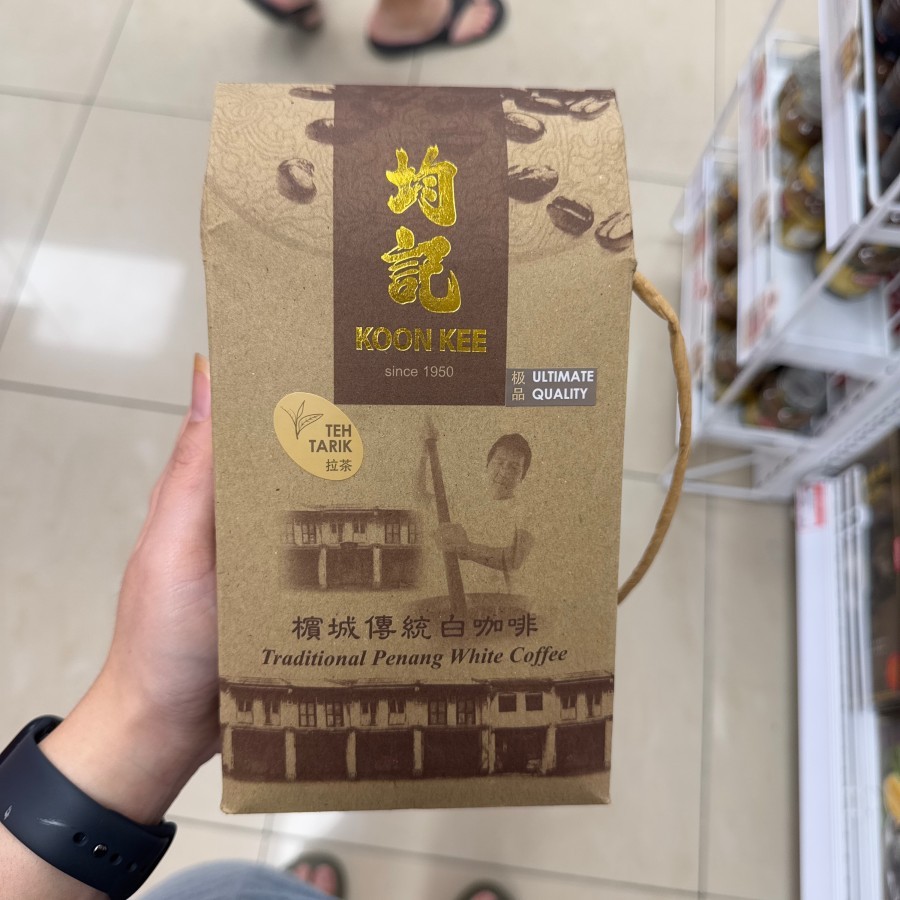 均
記
KOON KEE
since 1950
极品
ULTIMATE
QUALITY
TEH
TARIK
拉茶
檳城傳統白咖啡
Traditional Penang White Coffee